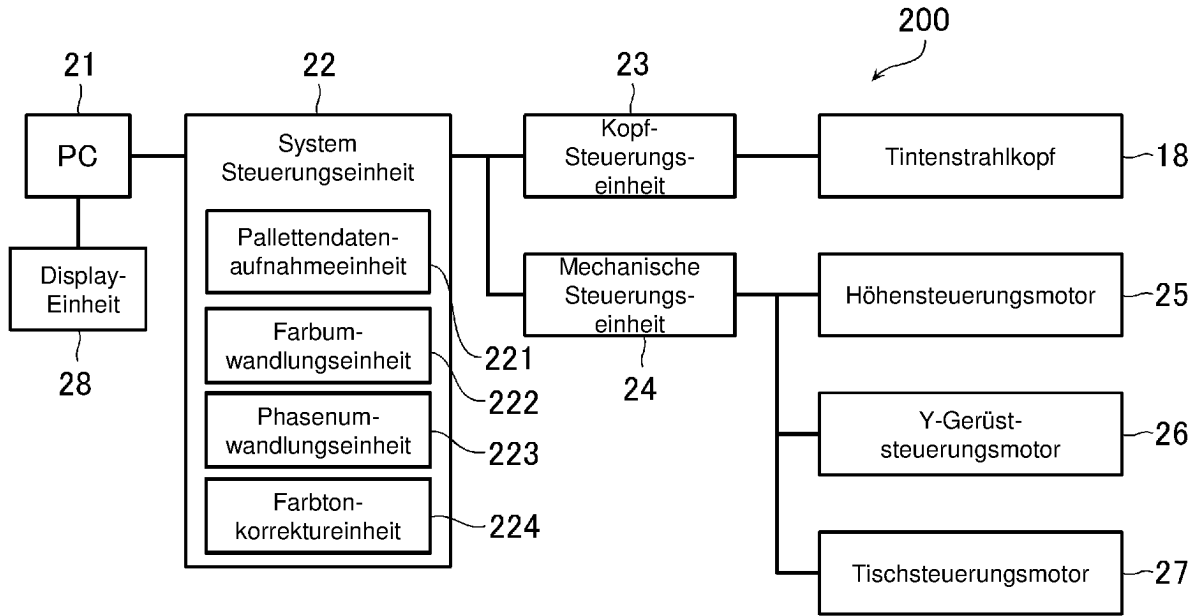 200
21
22
23
PC
System
Steuerungseinheit
Kopf-
Steuerungs-
einheit
Tintenstrahlkopf
18
Pallettendaten-
aufnahmeeinheit
221
Display-
Einheit
28
Mechanische
Steuerungs-
einheit
24
Höhensteuerungsmotor
25
Farbum-
wandlungseinheit
222
Phasenum-
wandlungseinheit
223
Y-Gerüst-
steuerungsmotor
26
Farbton-
korrektureinheit
224
Tischsteuerungsmotor
27